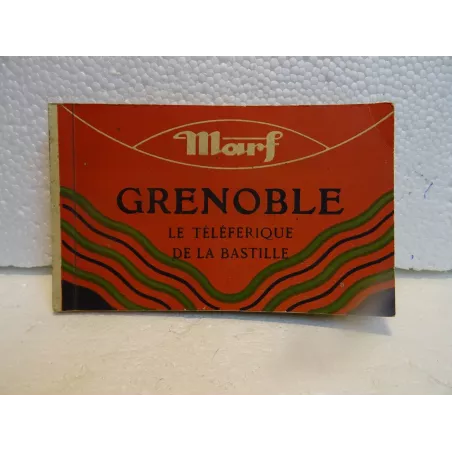 Marf
GRENOBLE
LE TÉLÉFÉRIQUE
DE LA BASTILLE